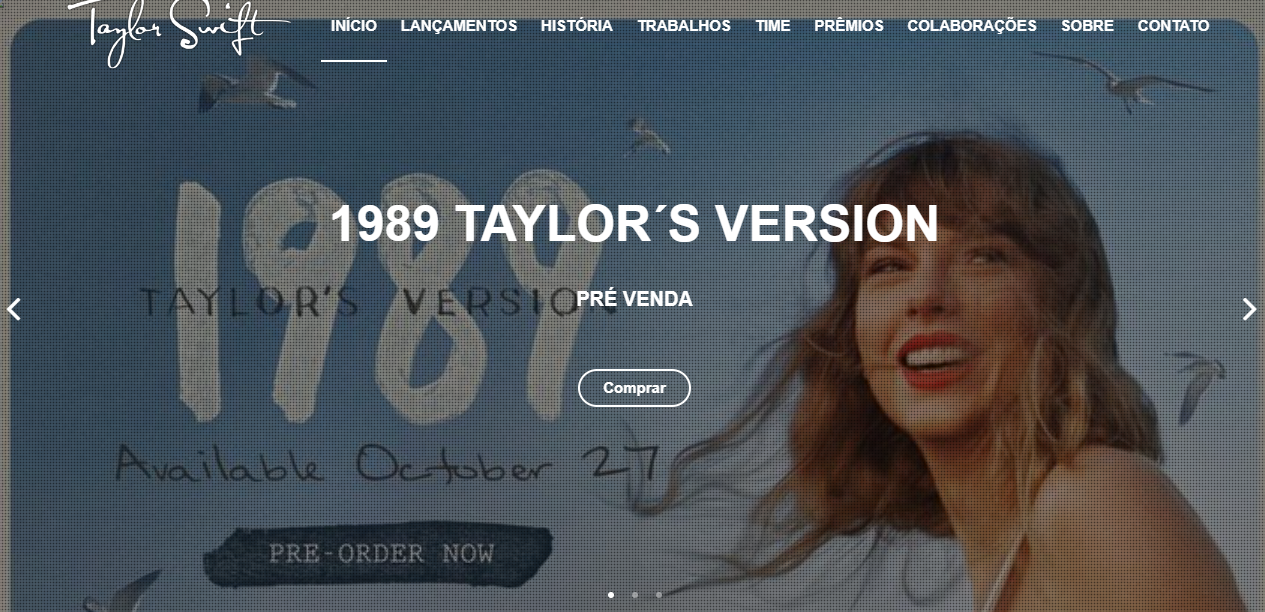 Taylor Swift
INÍCIO LANÇAMENTOS HISTÓRIA TRABALHOS TIME PRÊMIOS COLABORAÇÕES SOBRE CONTATO
1989
1989 TAYLOR´S VERSION
TAYLOR'S VERSION
PRÉ VENDA
Comprar
Available October 27
PRE-ORDER NOW